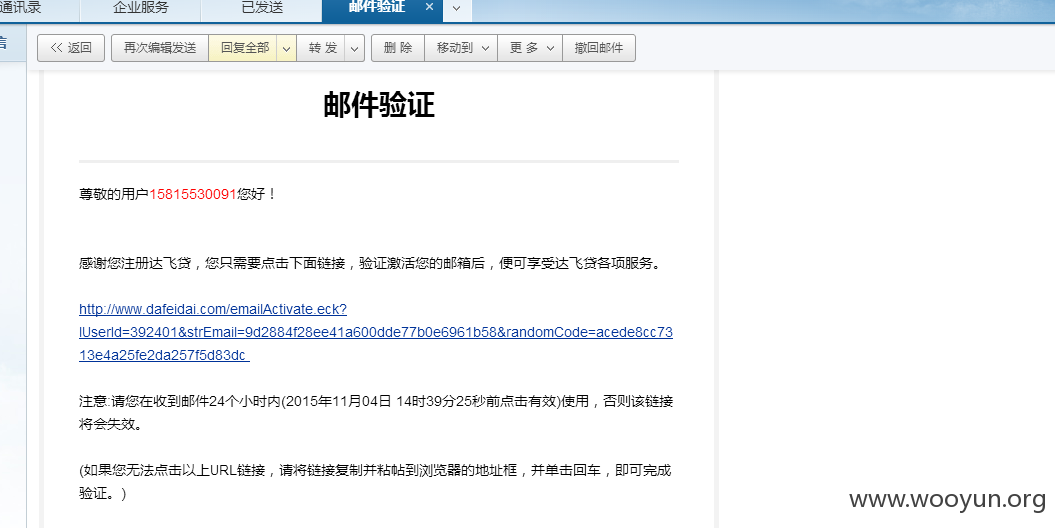 通讯录 企业服务 已发送 邮件验证 ×
信
<< 返回 再次编辑发送 回复全部 转 发 删 除 移动到 更 多 撤回邮件
邮件验证
尊敬的用户15815530091您好！
感谢您注册达飞贷，您只需要点击下面链接，验证激活您的邮箱后，便可享受达飞贷各项服务。
http://www.dafeidai.com/emailActivate.eck?
lUserId=392401&strEmail=9d2884f28ee41a600dde77b0e6961b58&randomCode=acede8cc73
13e4a25fe2da257f5d83dc
注意:请您在收到邮件24个小时内(2015年11月04日 14时39分25秒前点击有效)使用，否则该链接
将会失效。
(如果您无法点击以上URL链接，请将链接复制并粘帖到浏览器的地址框，并单击回车，即可完成
验证。)
www.wooyun.org